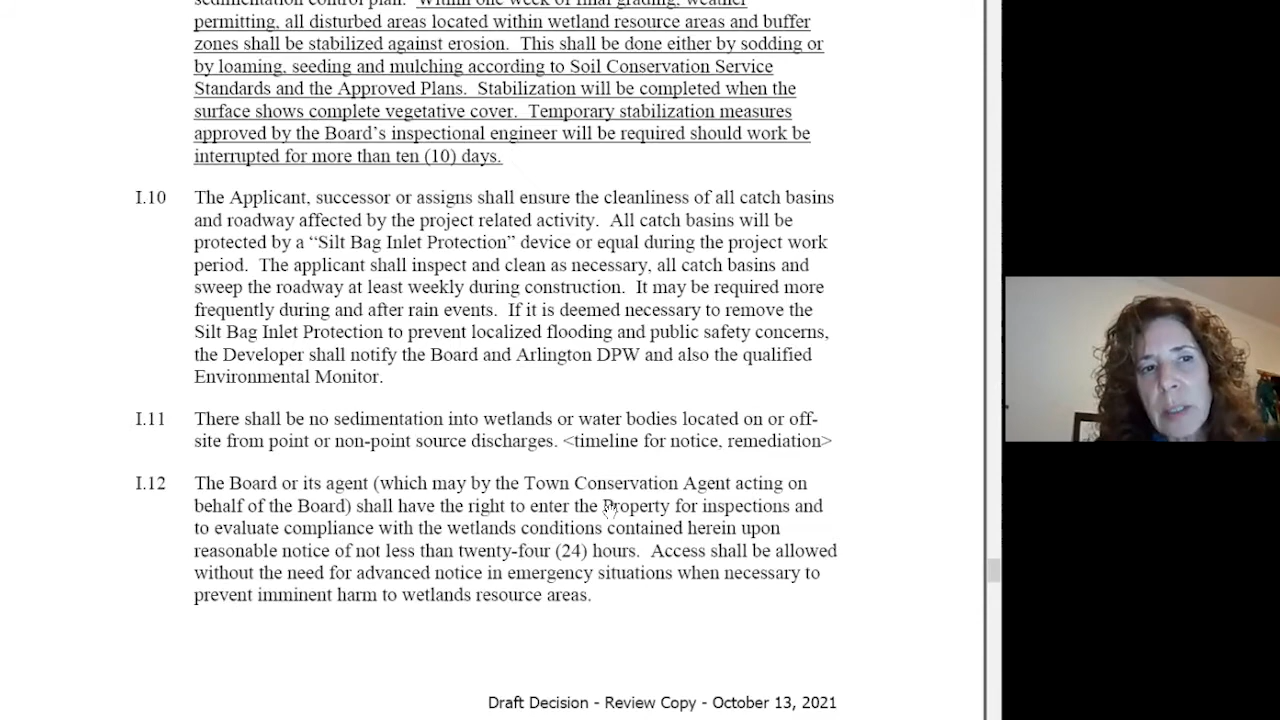 sedimentation control plan. Within one week of final grading, weather
permitting, all disturbed areas located within wetland resource areas and buffer
zones shall be stabilized against erosion. This shall be done either by sodding or
by loaming, seeding and mulching according to Soil Conservation Service
Standards and the Approved Plans. Stabilization will be completed when the
surface shows complete vegetative cover. Temporary stabilization measures
approved by the Board's inspectional engineer will be required should work be
interrupted for more than ten (10) days.
I.10 The Applicant, successor or assigns shall ensure the cleanliness of all catch basins
and roadway affected by the project related activity. All catch basins will be
protected by a “Silt Bag Inlet Protection” device or equal during the project work
period. The applicant shall inspect and clean as necessary, all catch basins and
sweep the roadway at least weekly during construction. It may be required more
frequently during and after rain events. If it is deemed necessary to remove the
Silt Bag Inlet Protection to prevent localized flooding and public safety concerns,
the Developer shall notify the Board and Arlington DPW and also the qualified
Environmental Monitor.
I.11 There shall be no sedimentation into wetlands or water bodies located on or off-
site from point or non-point source discharges. <timeline for notice, remediation>
I.12 The Board or its agent (which may by the Town Conservation Agent acting on
behalf of the Board) shall have the right to enter the Property for inspections and
to evaluate compliance with the wetlands conditions contained herein upon
reasonable notice of not less than twenty-four (24) hours. Access shall be allowed
without the need for advanced notice in emergency situations when necessary to
prevent imminent harm to wetlands resource areas.
Draft Decision - Review Copy - October 13, 2021